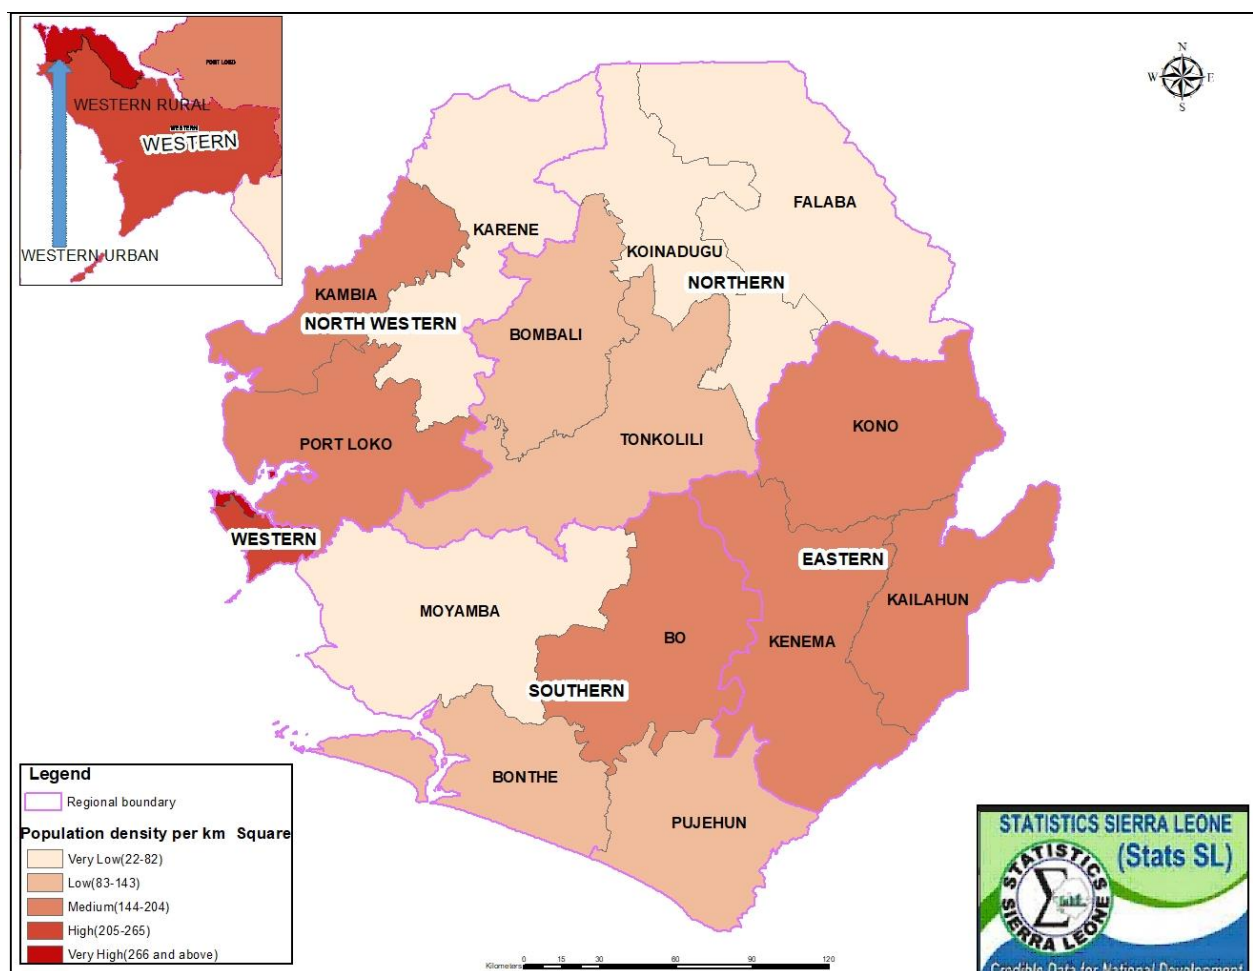 PORT LOKO
WESTERN RURAL
WESTERN
WESTERN
WESTERN URBAN
N
W E
S
FALABA
KARENE
KOINADUGU
NORTHERN
KAMBIA
NORTH WESTERN
BOMBALI
KONO
TONKOLILI
PORT LOKO
WESTERN
EASTERN
KAILAHUN
MOYAMBA
BO
KENEMA
SOUTHERN
BONTHE
PUJEHUN
Legend
Regional boundary
Population density per km Square
Very Low(22-82)
Low(83-143)
Medium(144-204)
High(205-265)
Very High(266 and above)
Kilometers
0 15 30 60 90 120
STATISTICS SIERRA LEONE
(Stats SL)
STATISTICS
SIERRA LEONE
Σ
Credible Data for National Development